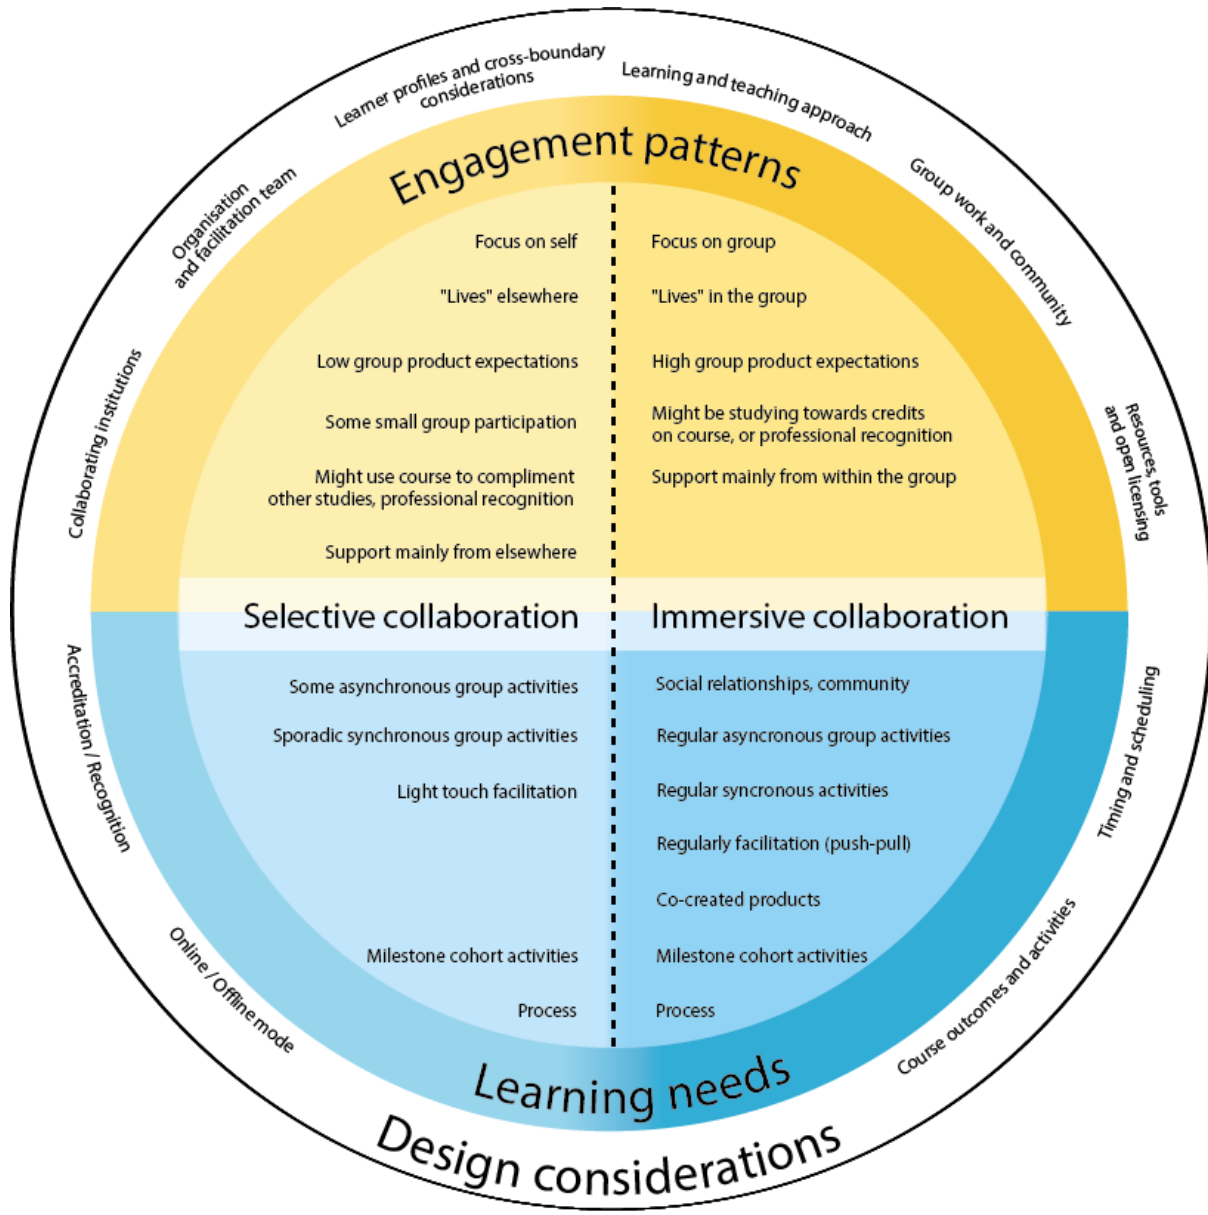 Learner profiles and cross-boundary
considerations
Learning and teaching approach
Organisation
and facilitation team
Group work and community
Collaborating institutions
Resources, tools
and open licensing
Engagement patterns
Focus on self
Focus on group
"Lives" elsewhere
"Lives" in the group
Low group product expectations
High group product expectations
Some small group participation
Might be studying towards credits
on course, or professional recognition
Might use course to compliment
other studies, professional recognition
Support mainly from within the group
Support mainly from elsewhere
Selective collaboration
Immersive collaboration
Some asynchronous group activities
Social relationships, community
Sporadic synchronous group activities
Regular asyncronous group activities
Light touch facilitation
Regular syncronous activities
Regularly facilitation (push-pull)
Co-created products
Milestone cohort activities
Milestone cohort activities
Process
Process
Learning needs
Accreditation / Recognition
Timing and scheduling
Online / Offline mode
Course outcomes and activities
Design considerations